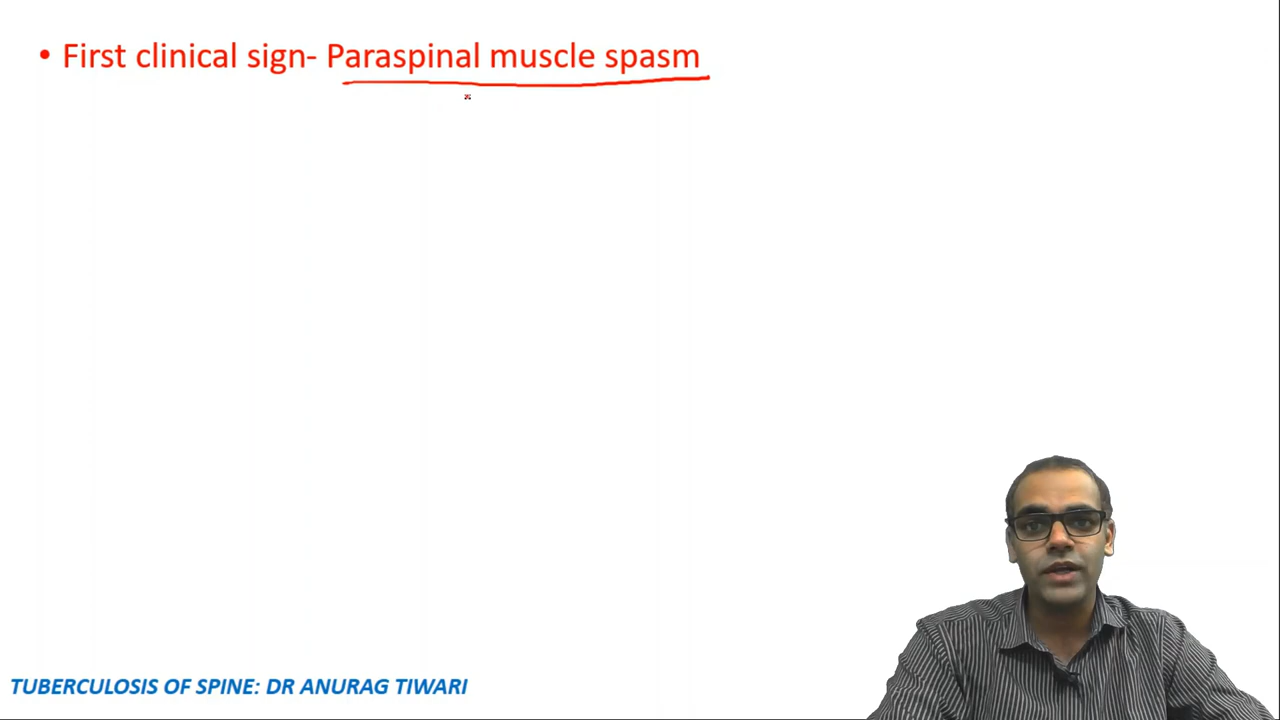 • First clinical sign- Paraspinal muscle spasm
TUBERCULOSIS OF SPINE: DR ANURAG TIWARI